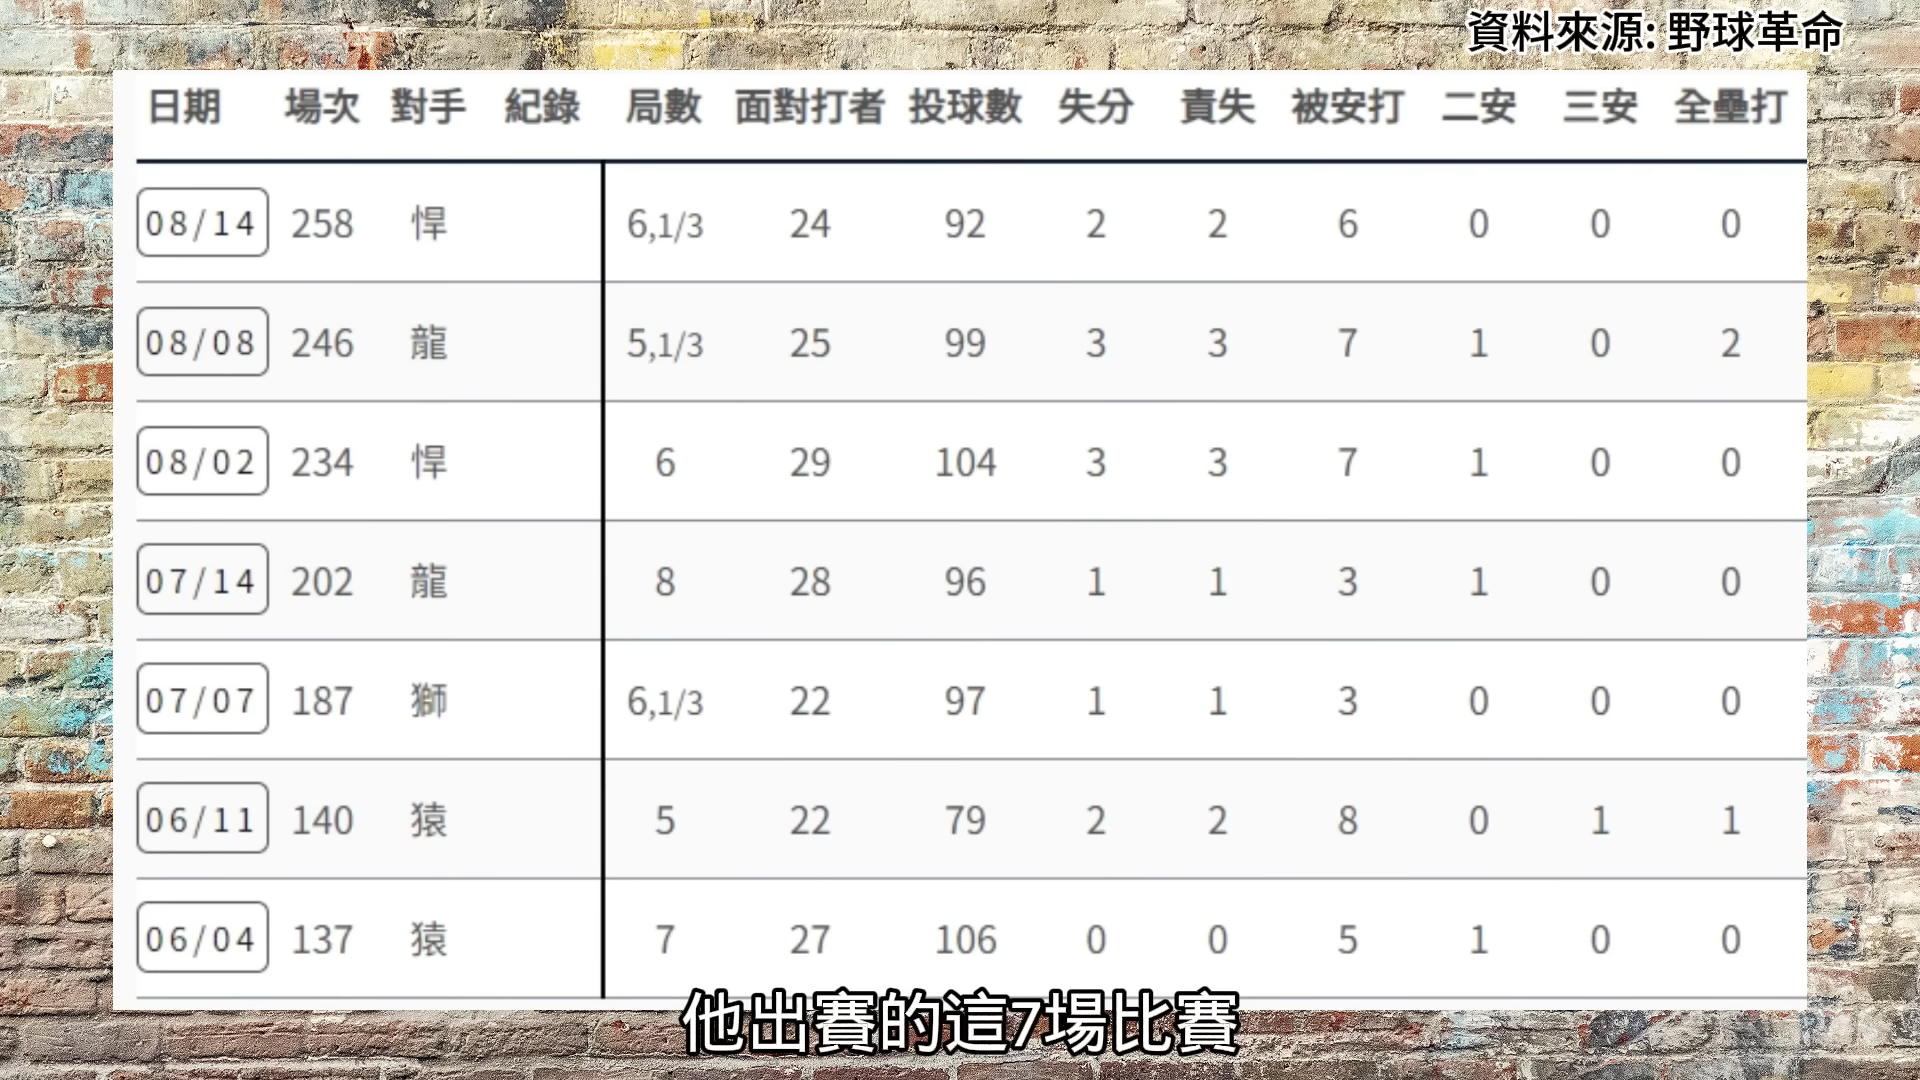 資料來源: 野球革命
日期 場次 對手 紀錄 局數 面對打者 投球數 失分 責失 被安打 二安 三安 全壘打
08/14 258 悍 6,1/3 24 92 2 2 6 0 0 0
08/08 246 龍 5,1/3 25 99 3 3 7 1 0 2
08/02 234 悍 6 29 104 3 3 7 1 0 0
07/14 202 龍 8 28 96 1 1 3 1 0 0
07/07 187 獅 6,1/3 22 97 1 1 3 0 0 0
06/11 140 猿 5 22 79 2 2 8 0 1 1
06/04 137 猿 7 27 106 0 0 5 1 0 0
他出賽的這7場比賽